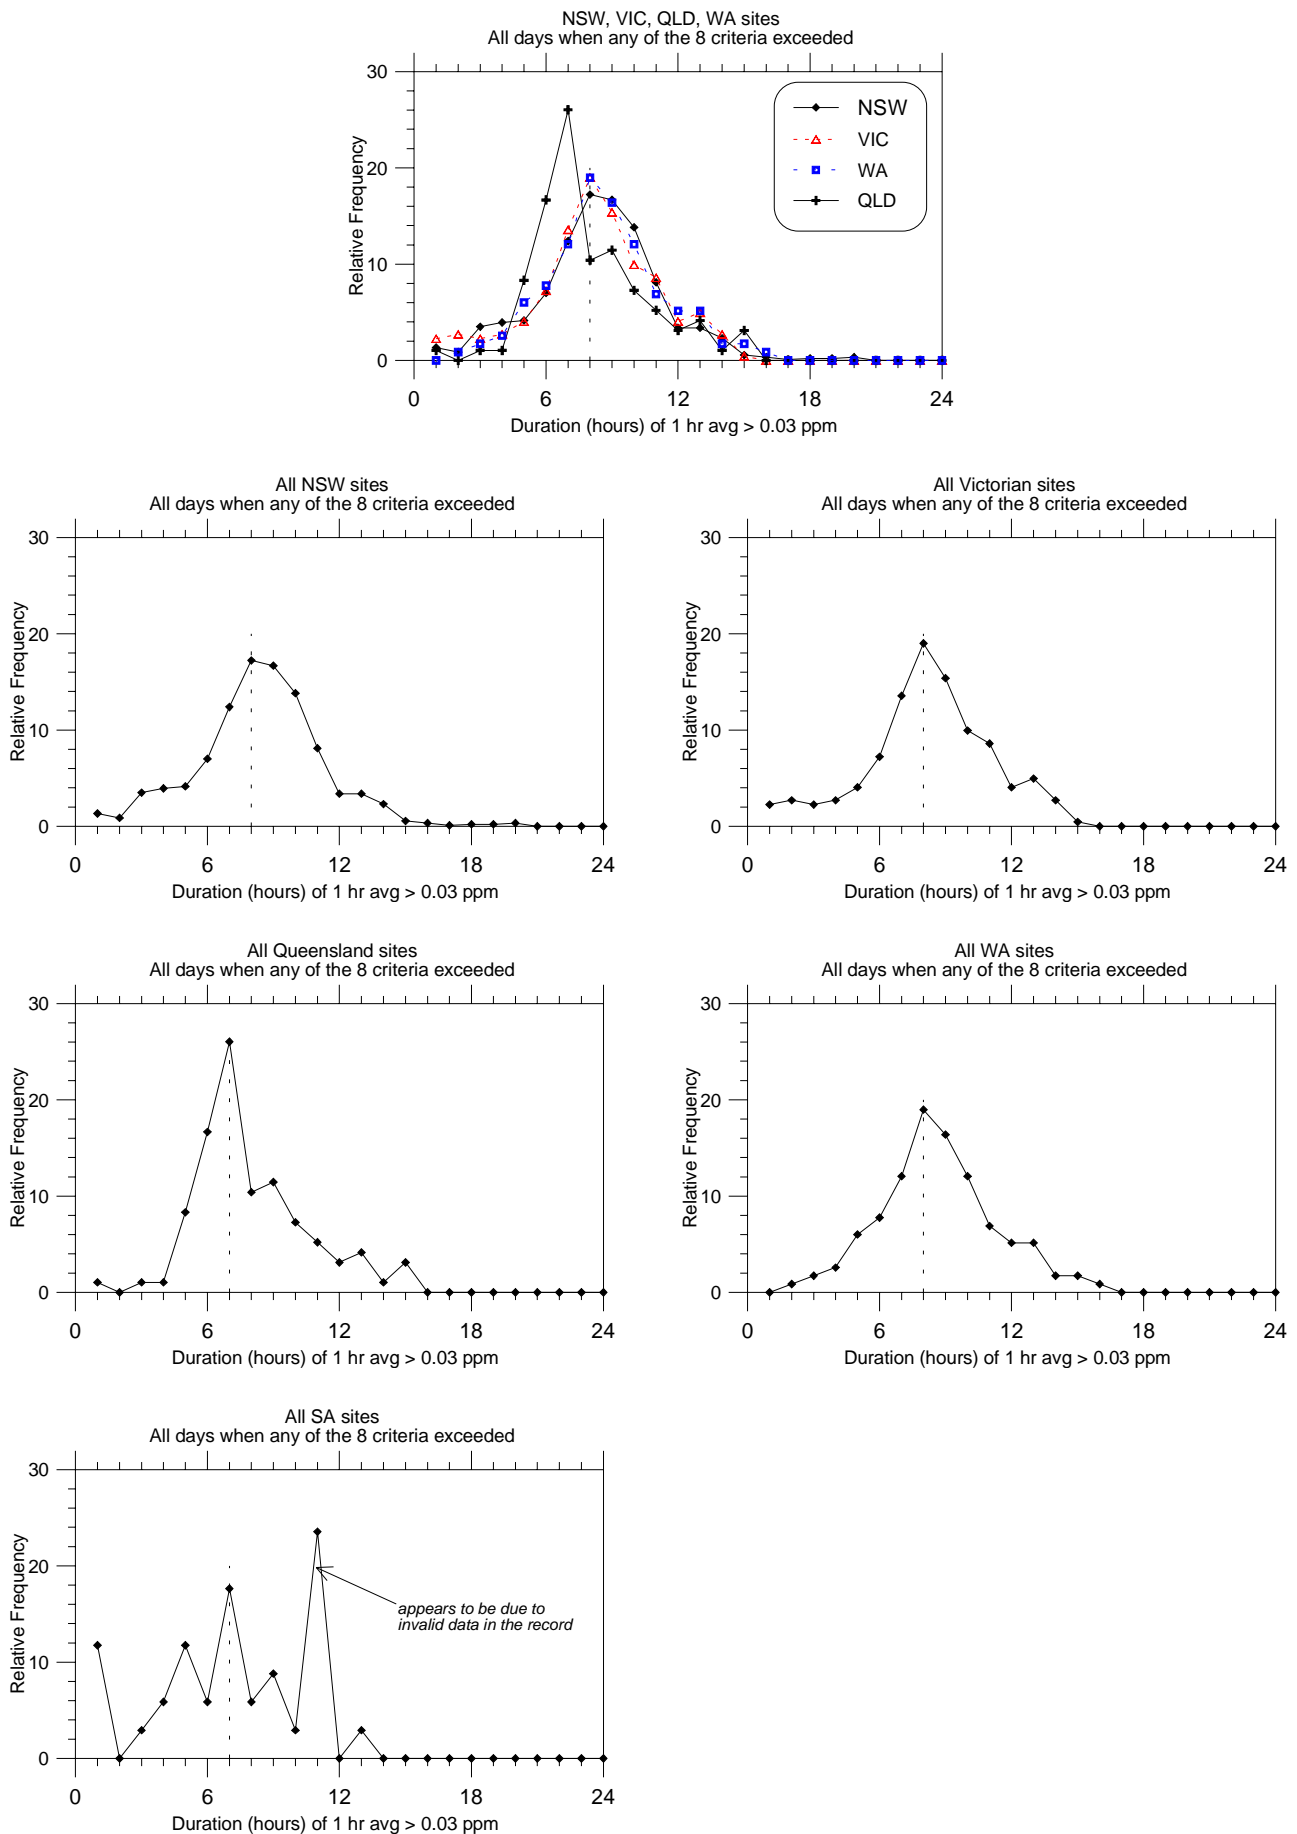 NSW, VIC, QLD, WA sites
All days when any of the 8 criteria exceeded
30
20
10
0
Relative Frequency
NSW
VIC
WA
QLD
0 6 12 18 24
Duration (hours) of 1 hr avg > 0.03 ppm
All NSW sites
All days when any of the 8 criteria exceeded
30
20
10
0
Relative Frequency
0 6 12 18 24
Duration (hours) of 1 hr avg > 0.03 ppm
All Victorian sites
All days when any of the 8 criteria exceeded
30
20
10
0
Relative Frequency
0 6 12 18 24
Duration (hours) of 1 hr avg > 0.03 ppm
All Queensland sites
All days when any of the 8 criteria exceeded
30
20
10
0
Relative Frequency
0 6 12 18 24
Duration (hours) of 1 hr avg > 0.03 ppm
All WA sites
All days when any of the 8 criteria exceeded
30
20
10
0
Relative Frequency
0 6 12 18 24
Duration (hours) of 1 hr avg > 0.03 ppm
All SA sites
All days when any of the 8 criteria exceeded
30
20
10
0
Relative Frequency
appears to be due to
invalid data in the record
0 6 12 18 24
Duration (hours) of 1 hr avg > 0.03 ppm